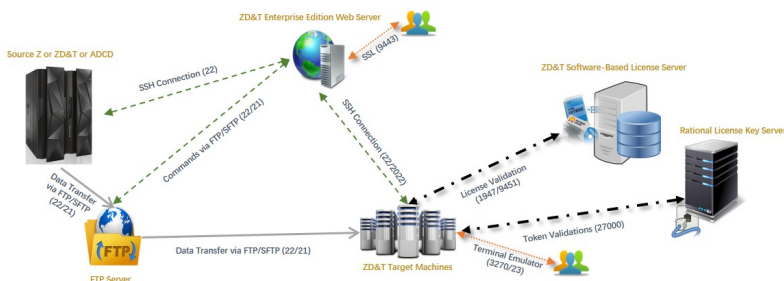 ZD&T Enterprise Edition Web Server
SSL (9443)
Source Z or ZD&T or ADCD
SSH Connection (22)
ZD&T Software-Based License Server
Commands via FTP/SFTP (22/21)
SSH Connection (22/2022)
Rational License Key Server
License Validation
(1947/9451)
Data Transfer
via FTP/SFTP
(22/21)
FTP
Data Transfer via FTP/SFTP (22/21)
Token Validations (27000)
Terminal Emulator
(3270/23)
FTP Server
ZD&T Target Machines